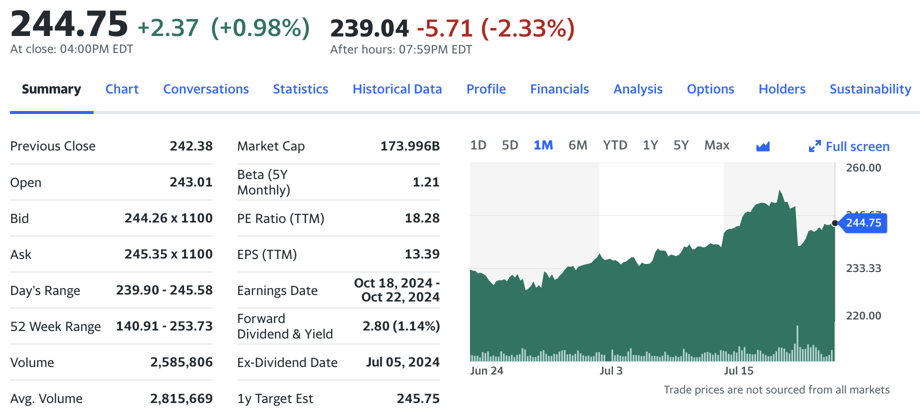 244.75 +2.37 (+0.98%) 239.04 -5.71 (-2.33%)
At close: 04:00PM EDT After hours: 07:59PM EDT
Summary Chart Conversations Statistics Historical Data Profile Financials Analysis Options Holders Sustainability
Previous Close 242.38
Open 243.01
Bid 244.26 x 1100
Ask 245.35 x 1100
Day's Range 239.90 - 245.58
52 Week Range 140.91 - 253.73
Volume 2,585,806
Avg. Volume 2,815,669
Market Cap 173.996B
Beta (5Y
Monthly) 1.21
PE Ratio (TTM) 18.28
EPS (TTM) 13.39
Earnings Date Oct 18, 2024 -
Oct 22, 2024
Forward
Dividend & Yield 2.80 (1.14%)
Ex-Dividend Date Jul 05, 2024
1y Target Est 245.75
1D 5D 1M 6M YTD 1Y 5Y Max Full screen
260.00
244.75
233.33
220.00
Jun 24 Jul 3 Jul 15
Trade prices are not sourced from all markets